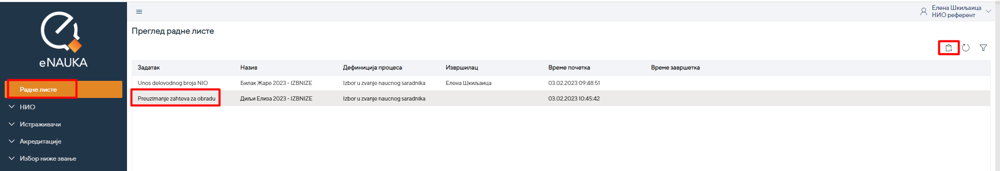 Елена Шкиљаица
НИО референт
eNAUKA
Преглед радне листе
Задатак Назив Дефиниција процеса Извршилац Време почетка Време завршетка
Unos delovodnog broja NIO Билак Жаре 2023 - IZBNIZE Izbor u zvanje naucnog saradnika Елена Шкиљаица 03.02.2023 09:48:51
Preuzimanje zahteva za obradu Диљи Елиза 2023 - IZBNIZE Izbor u zvanje naucnog saradnika 03.02.2023 10:45:42
Радне листе
НИО
Истраживачи
Акредитације
Избор ниже звање